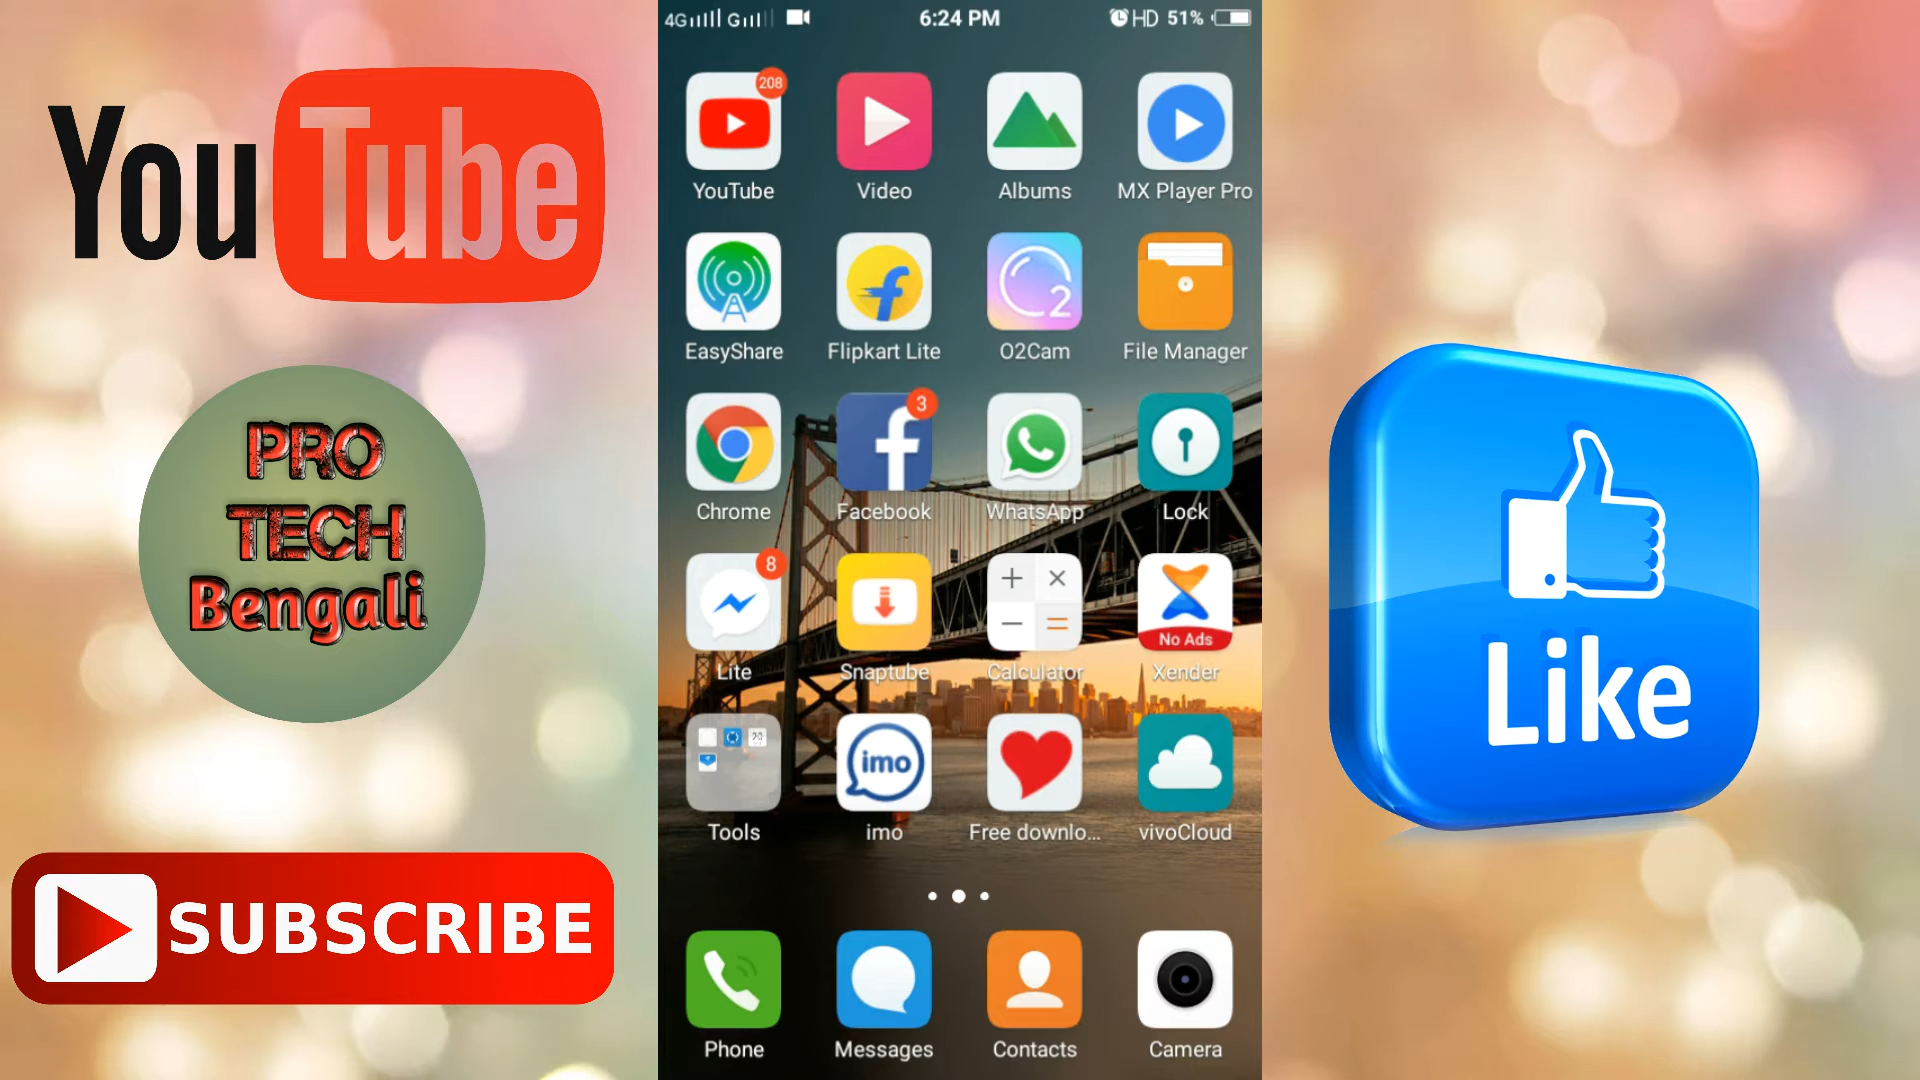 YouTube
PRO
TECH
Bengali
SUBSCRIBE
4G G 6:24 PM HD 51%
208
YouTube Video Albums MX Player Pro
EasyShare Flipkart Lite O2Cam File Manager
3
Chrome Facebook WhatsApp Lock
8
No Ads
Lite Snaptube Calculator Xender
imo
Tools imo Free downlo... vivoCloud
Phone Messages Contacts Camera
Like